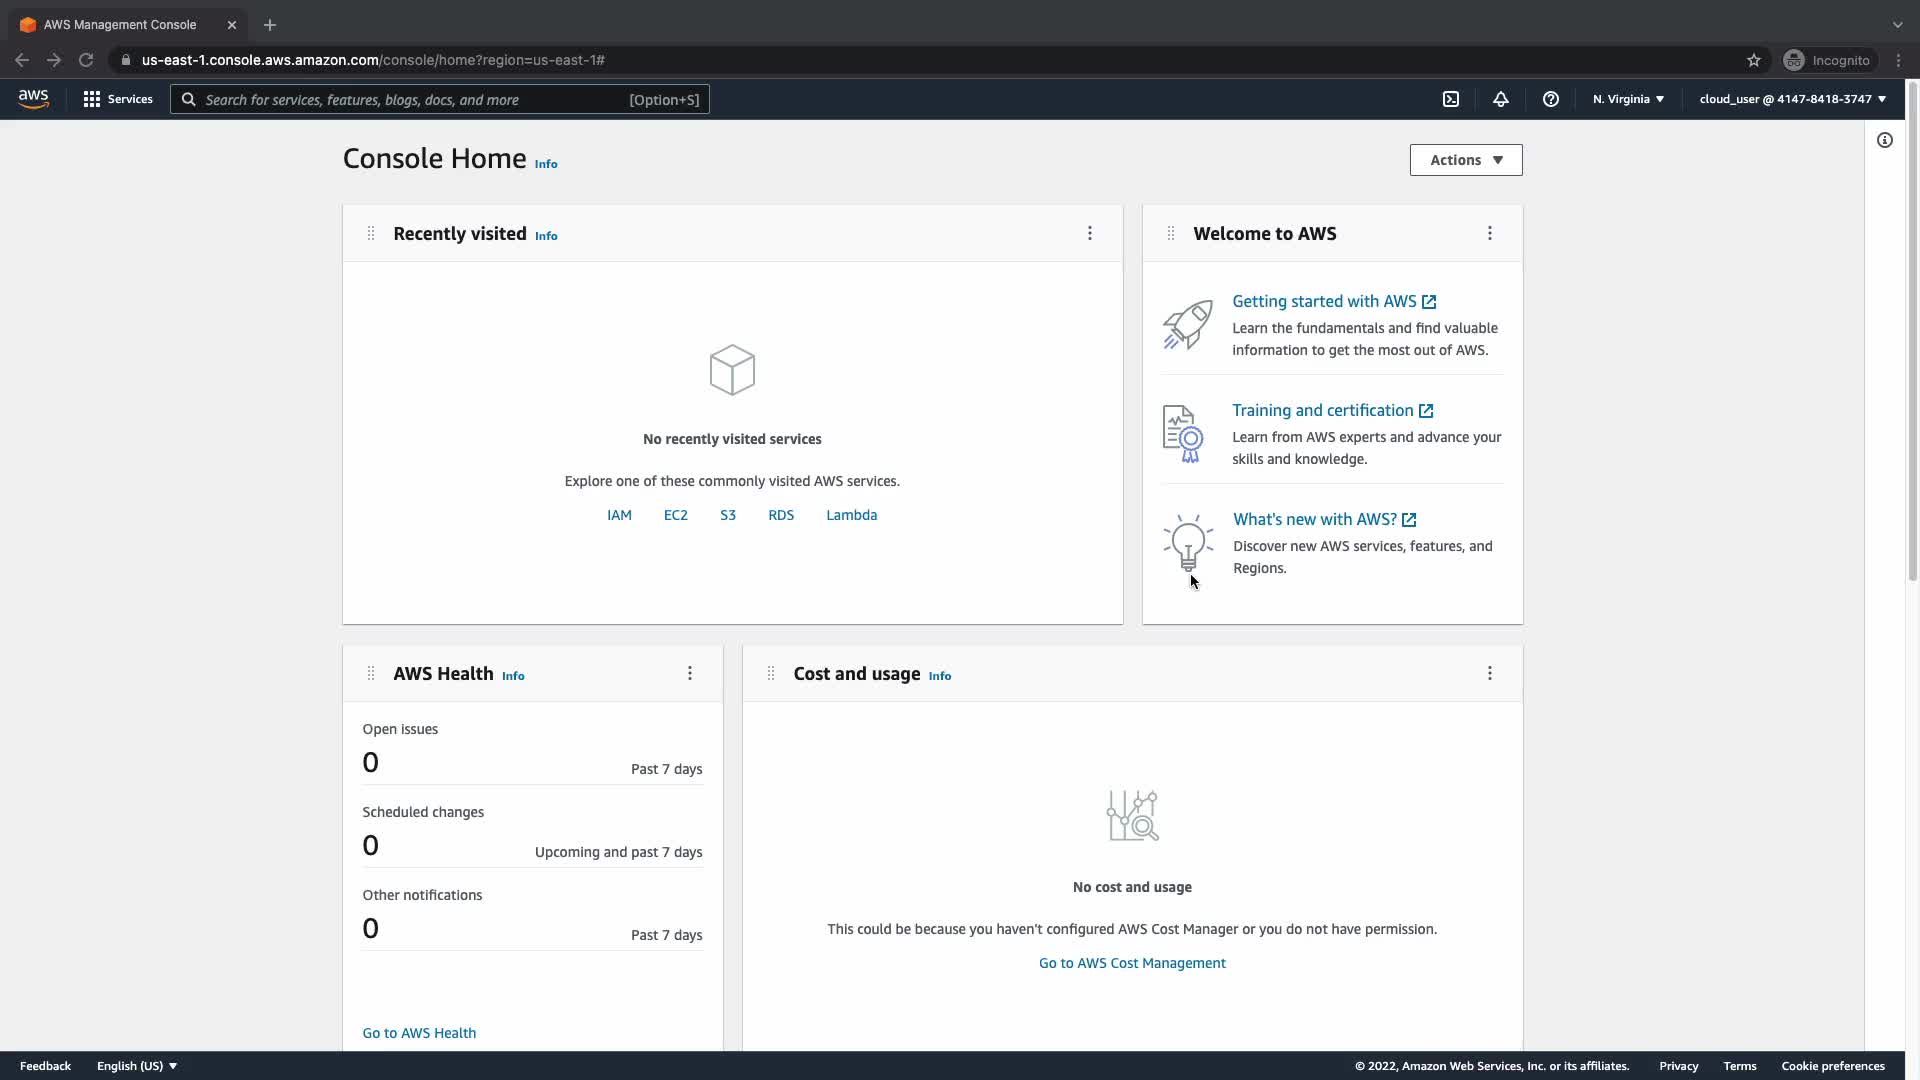 AWS Management Console
us-east-1.console.aws.amazon.com/console/home?region=us-east-1#
Incognito
aws
Services
Search for services, features, blogs, docs, and more
[Option+S]
N. Virginia
cloud_user @ 4147-8418-3747
Console Home Info
Actions
Recently visited Info
No recently visited services
Explore one of these commonly visited AWS services.
IAM EC2 S3 RDS Lambda
Welcome to AWS
Getting started with AWS
Learn the fundamentals and find valuable
information to get the most out of AWS.
Training and certification
Learn from AWS experts and advance your
skills and knowledge.
What's new with AWS?
Discover new AWS services, features, and
Regions.
AWS Health Info
Open issues
0 Past 7 days
Scheduled changes
0 Upcoming and past 7 days
Other notifications
0 Past 7 days
Go to AWS Health
Cost and usage Info
No cost and usage
This could be because you haven't configured AWS Cost Manager or you do not have permission.
Go to AWS Cost Management
Feedback English (US) © 2022, Amazon Web Services, Inc. or its affiliates. Privacy Terms Cookie preferences